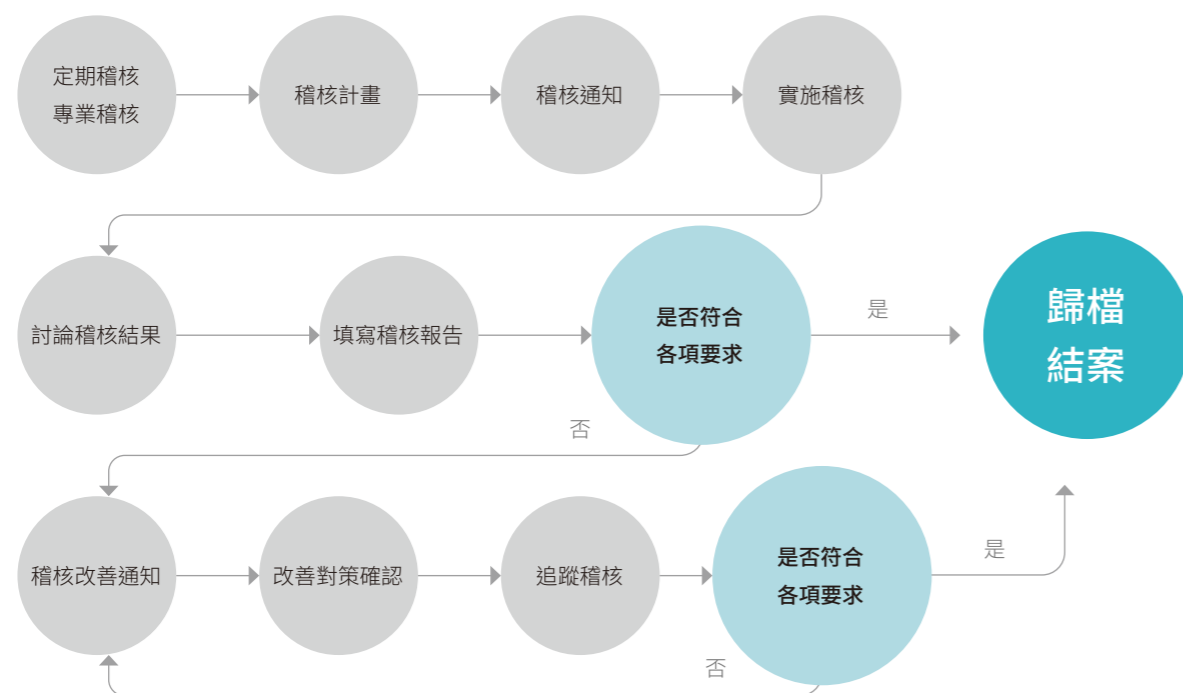 定期稽核
專業稽核
稽核計畫
稽核通知
實施稽核
討論稽核結果
填寫稽核報告
是否符合
各項要求
是
歸檔
結案
否
稽核改善通知
改善對策確認
追蹤稽核
是否符合
各項要求
是
否